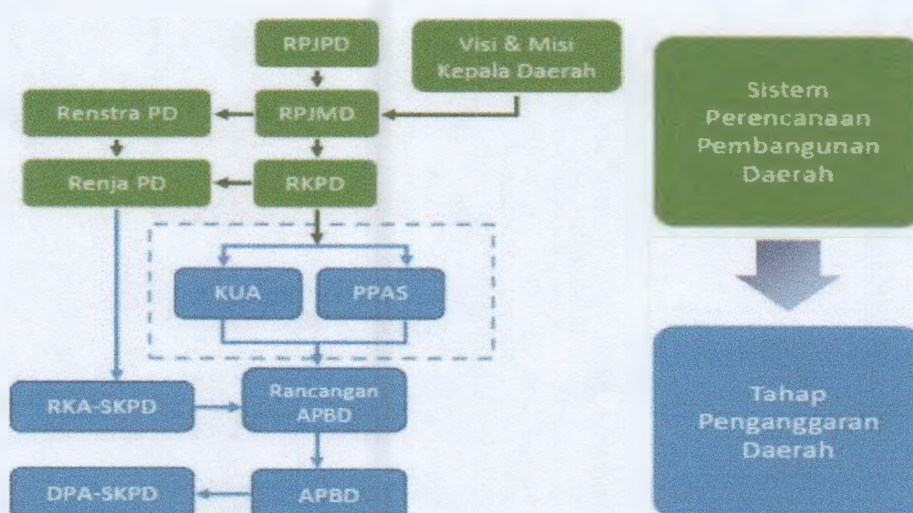 RPJPD
Visi & Misi
Kepala Daerah
Renstra PD
RPJMD
Renja PD
RKPD
KUA
PPAS
RKA-SKPD
Rancangan
APBD
DPA-SKPD
APBD
Sistem
Perencanaan
Pembangunan
Daerah
Tahap
Penganggaran
Daerah